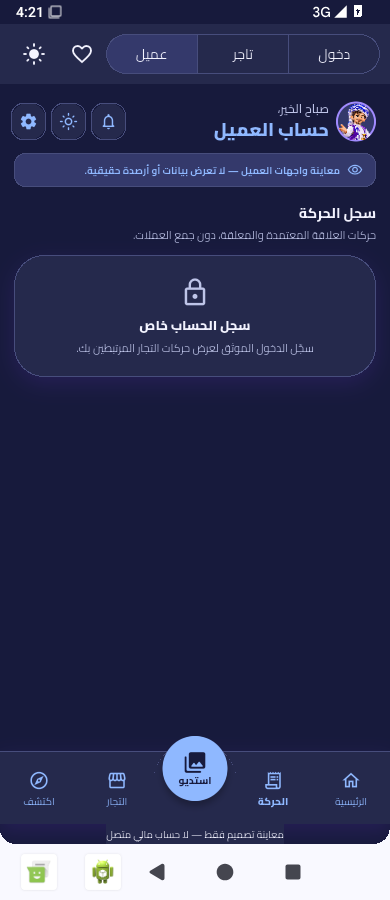 4:21
3G
دخول
تاجر
عميل
صباح الخير،
حساب العميل
معاينة واجهات العميل — لا تعرض بيانات أو أرصدة حقيقية.
سجل الحركة
حركات العلاقة المعتمدة والمعلقة، دون جمع العملات.
سجل الحساب خاص
سجّل الدخول الموثق لعرض حركات التجار المرتبطين بك.
الرئيسية
الحركة
استديو
التجار
اكتشف
معاينة تصميم فقط — لا حساب مالي متصل